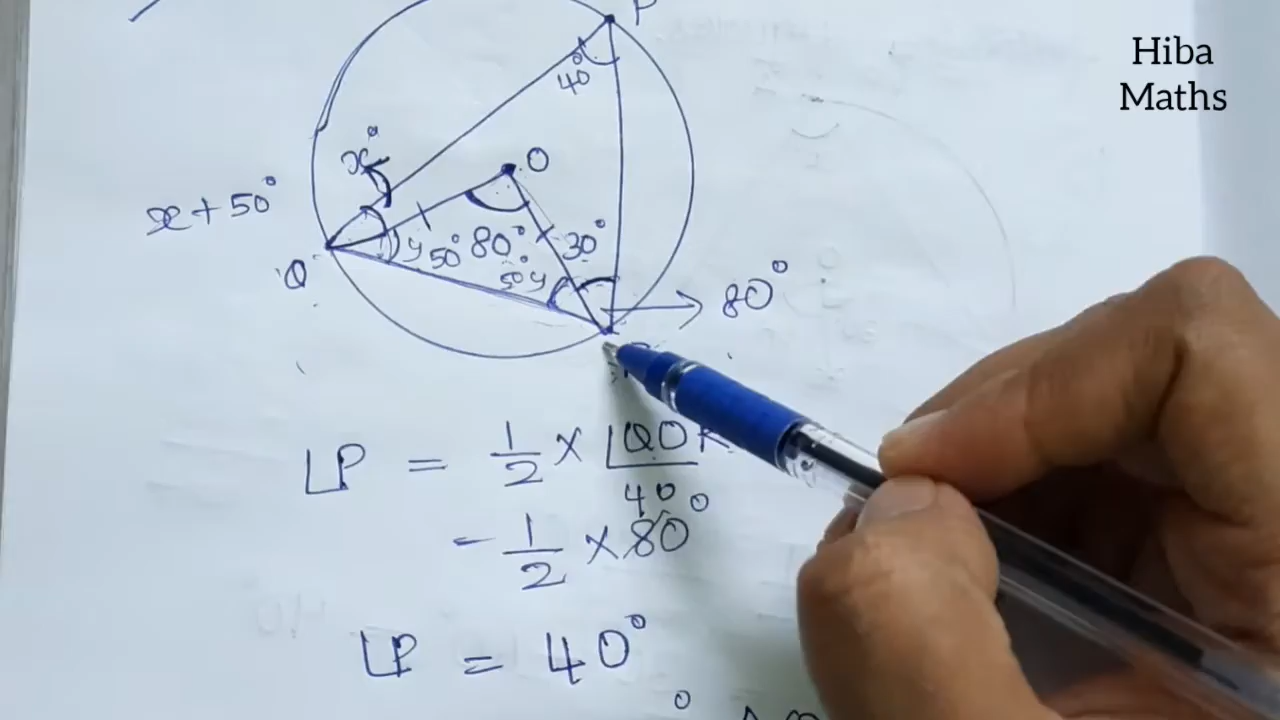 Hiba
Maths
P
40°
x°
O
x + 50°
y 50° 80° 30°
50° y
Q
80°
∠P = 1/2 × ∠QOR
40°
= 1/2 × 80
∠P = 40°